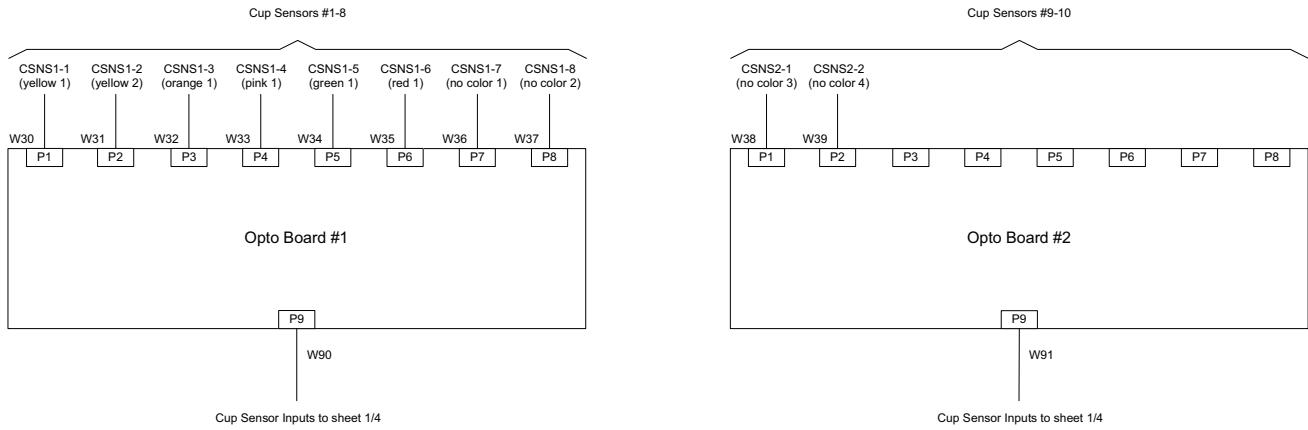 Cup Sensors #1-8
Cup Sensors #9-10
CSNS1-1 CSNS1-2 CSNS1-3 CSNS1-4 CSNS1-5 CSNS1-6 CSNS1-7 CSNS1-8
(yellow 1) (yellow 2) (orange 1) (pink 1) (green 1) (red 1) (no color 1) (no color 2)
CSNS2-1 CSNS2-2
(no color 3) (no color 4)
W30 W31 W32 W33 W34 W35 W36 W37
P1 P2 P3 P4 P5 P6 P7 P8
W38 W39
P1 P2 P3 P4 P5 P6 P7 P8
Opto Board #1
Opto Board #2
P9
P9
W90
W91
Cup Sensor Inputs to sheet 1/4
Cup Sensor Inputs to sheet 1/4